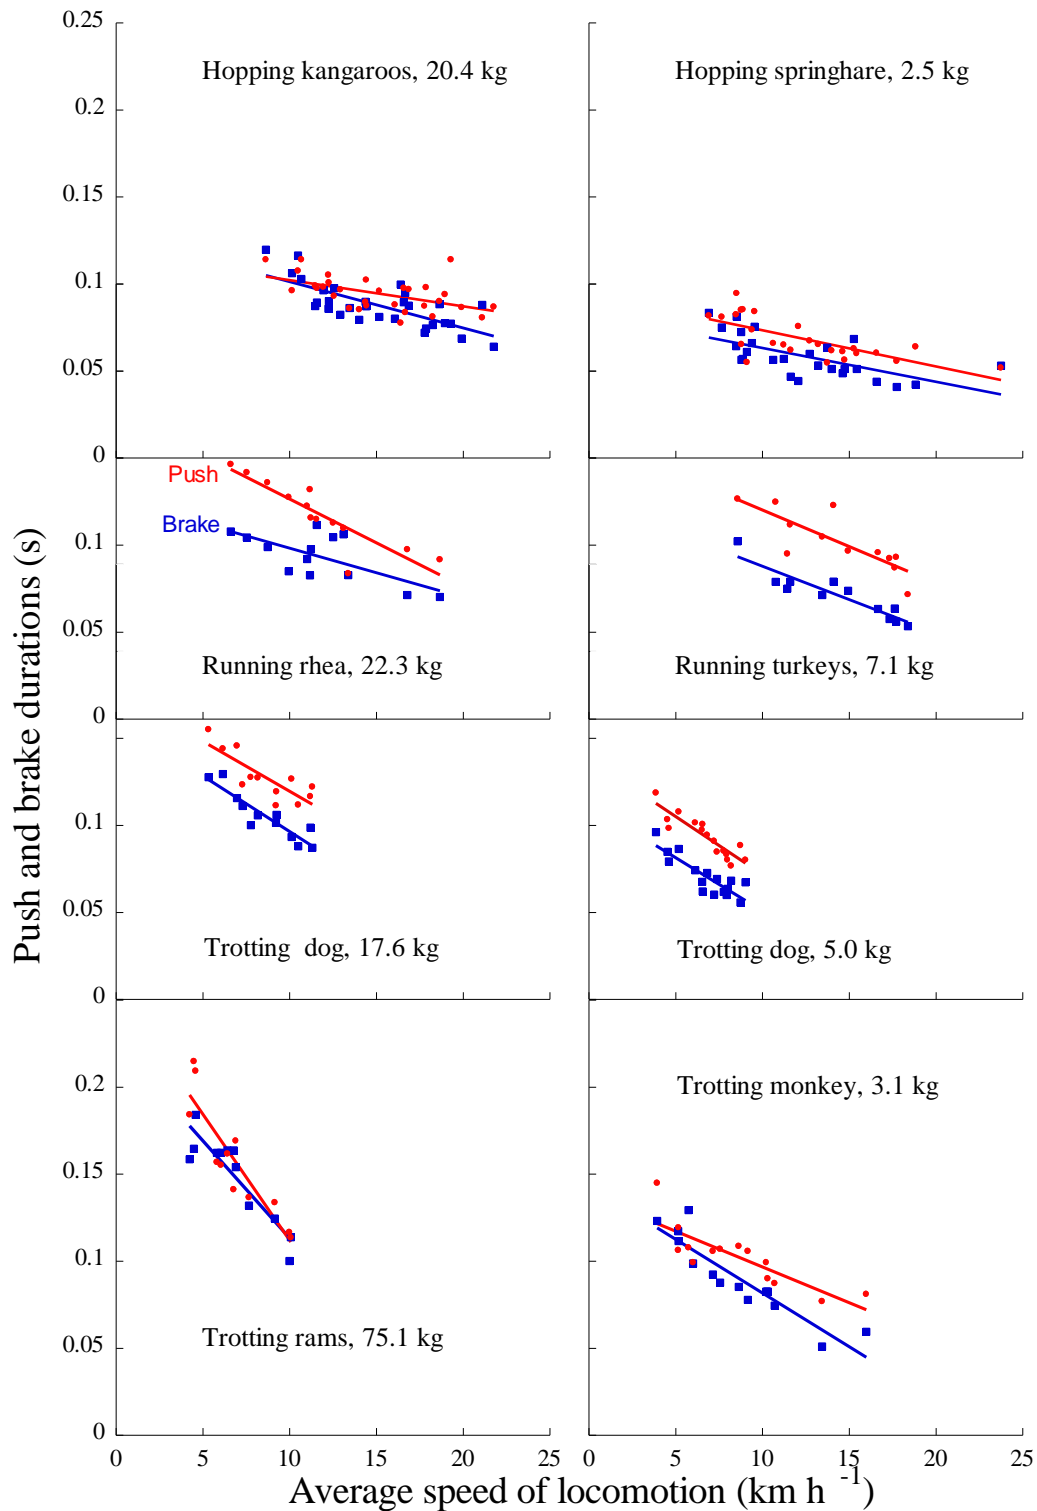 0.25
Hopping kangaroos, 20.4 kg
Hopping springhare, 2.5 kg
0.2
0.15
0.1
0.05
0
Push
Brake
0.1
0.05
Running rhea, 22.3 kg
Running turkeys, 7.1 kg
0
0.1
0.05
Trotting dog, 17.6 kg
Trotting dog, 5.0 kg
0
0.2
Trotting monkey, 3.1 kg
0.15
0.1
0.05
Trotting rams, 75.1 kg
0
0 5 10 15 20 25
0 5 10 15 20 25
Push and brake durations (s)
Average speed of locomotion (km h -1)